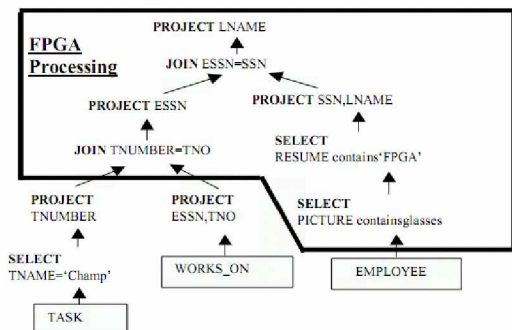 PROJECT LNAME
FPGA
Processing
JOIN ESSN=SSN
PROJECT ESSN
PROJECT SSN,LNAME
JOIN TNUMBER=TNO
SELECT
RESUME contains‘FPGA’
PROJECT
TNUMBER
PROJECT
ESSN,TNO
SELECT
PICTURE containsglasses
SELECT
TNAME=‘Champ’
WORKS_ON
EMPLOYEE
TASK